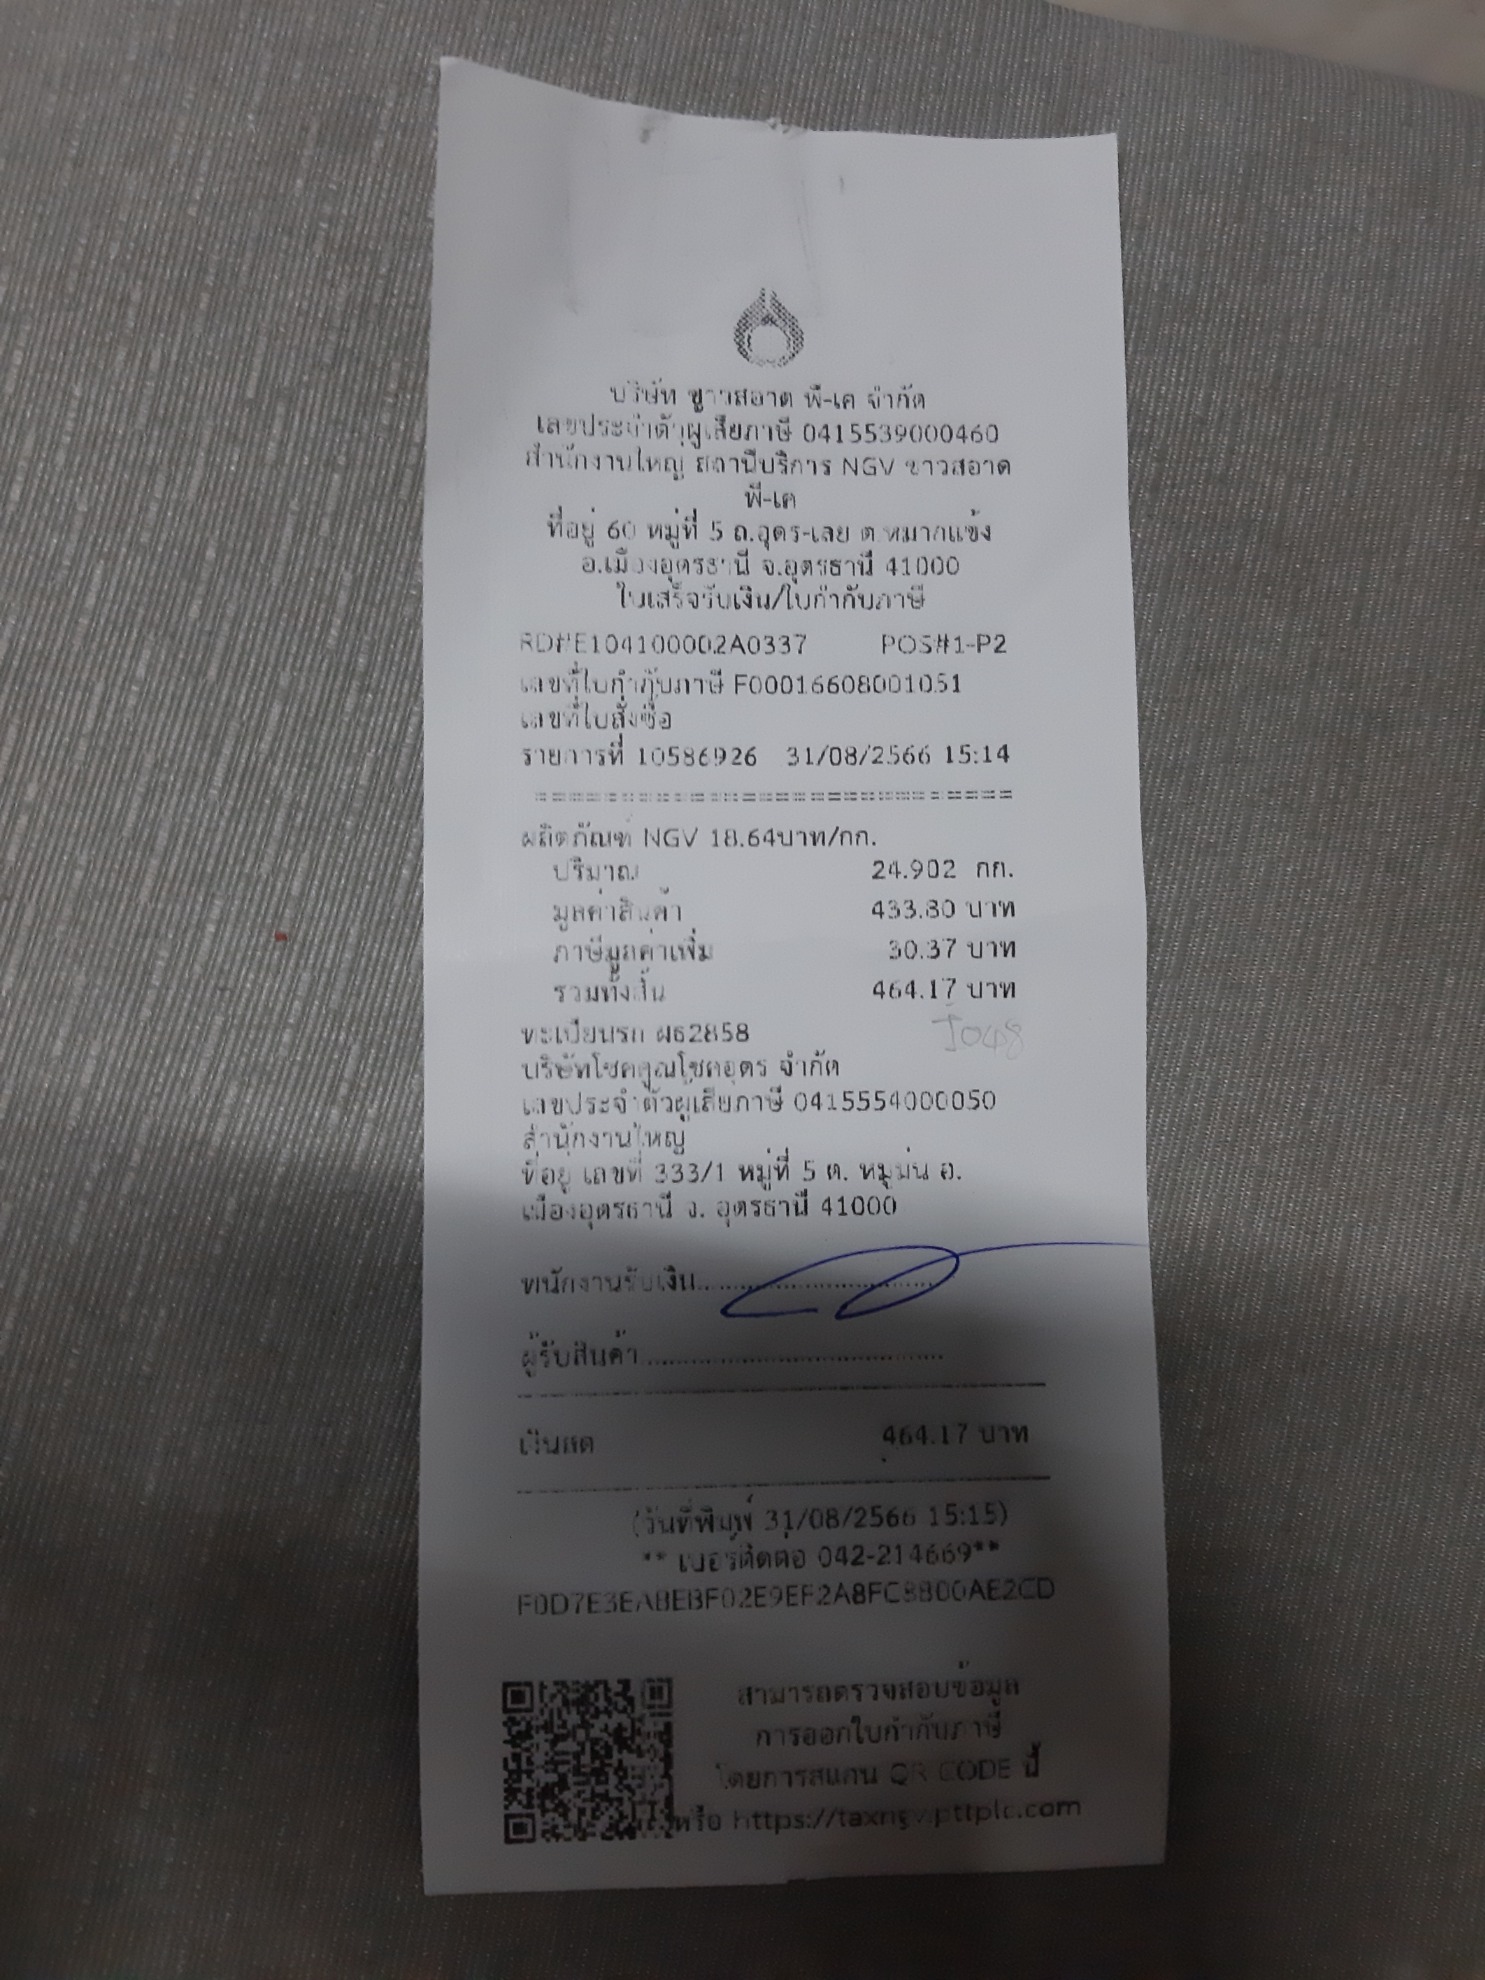 บริษัท ขาวสอาด พี-เค จำกัด
เลขประจำตัวผู้เสียภาษี 0415539000460
สำนักงานใหญ่ สถานีบริการ NGV ขาวสอาด
พี-เค
ที่อยู่ 60 หมู่ที่ 5 ถ.อุดร-เลย ต.หมากแข้ง
อ.เมืองอุดรธานี จ.อุดรธานี 41000
ใบเสร็จรับเงิน/ใบกำกับภาษี
RD#E104100002A0337 POS#1-P2
เลขที่ใบกำกับภาษี F00016608001051
เลขที่ใบสั่งซื้อ
รายการที่ 10586926 31/08/2566 15:14
ผลิตภัณฑ์ NGV 18.64บาท/กก.
ปริมาณ 24.902 กก.
มูลค่าสินค้า 433.80 บาท
ภาษีมูลค่าเพิ่ม 30.37 บาท
รวมทั้งสิ้น 464.17 บาท
ทะเบียนรถ ผธ2858 J048
บริษัทโชคคูณโชคอุดร จำกัด
เลขประจำตัวผู้เสียภาษี 0415554000050
สำนักงานใหญ่
ที่อยู่ เลขที่ 333/1 หมู่ที่ 5 ต. หมูม่น อ.
เมืองอุดรธานี จ. อุดรธานี 41000
พนักงานรับเงิน
ผู้รับสินค้า
เงินสด 464.17 บาท
(วันที่พิมพ์ 31/08/2566 15:15)
** เบอร์ติดต่อ 042-214669**
สามารถตรวจสอบข้อมูล
การออกใบกำกับภาษี
โดยการสแกน QR CODE นี้
หรือ https://taxngv.pttplc.com